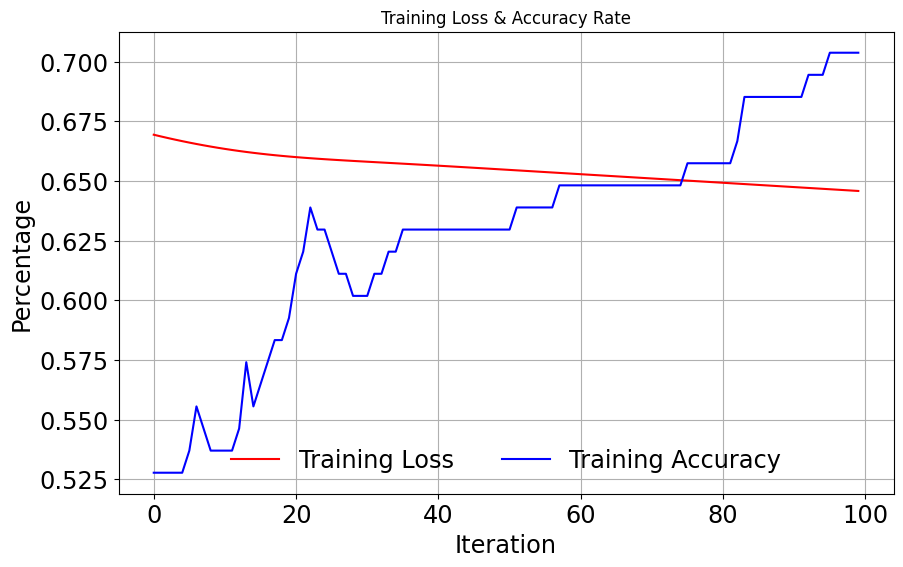 Training Loss & Accuracy Rate
0.700
0.675
0.650
0.625
0.600
0.575
0.550
0.525
Percentage
Training Loss
Training Accuracy
0 20 40 60 80 100
Iteration